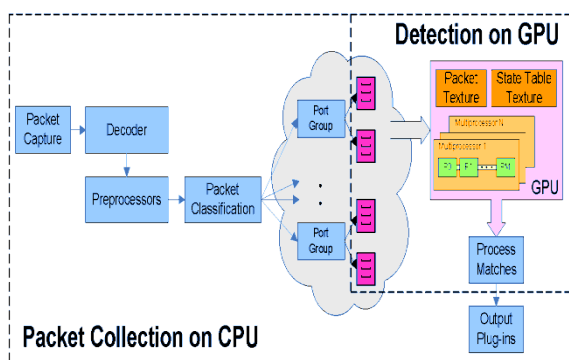 Detection on GPU
Packet
Texture
State Table
Texture
Multiprocessor N
Multiprocessor 1
GPU
Packet
Capture
Decoder
Preprocessors
Packet
Classification
Port
Group
Port
Group
Process
Matches
Output
Plug-ins
Packet Collection on CPU